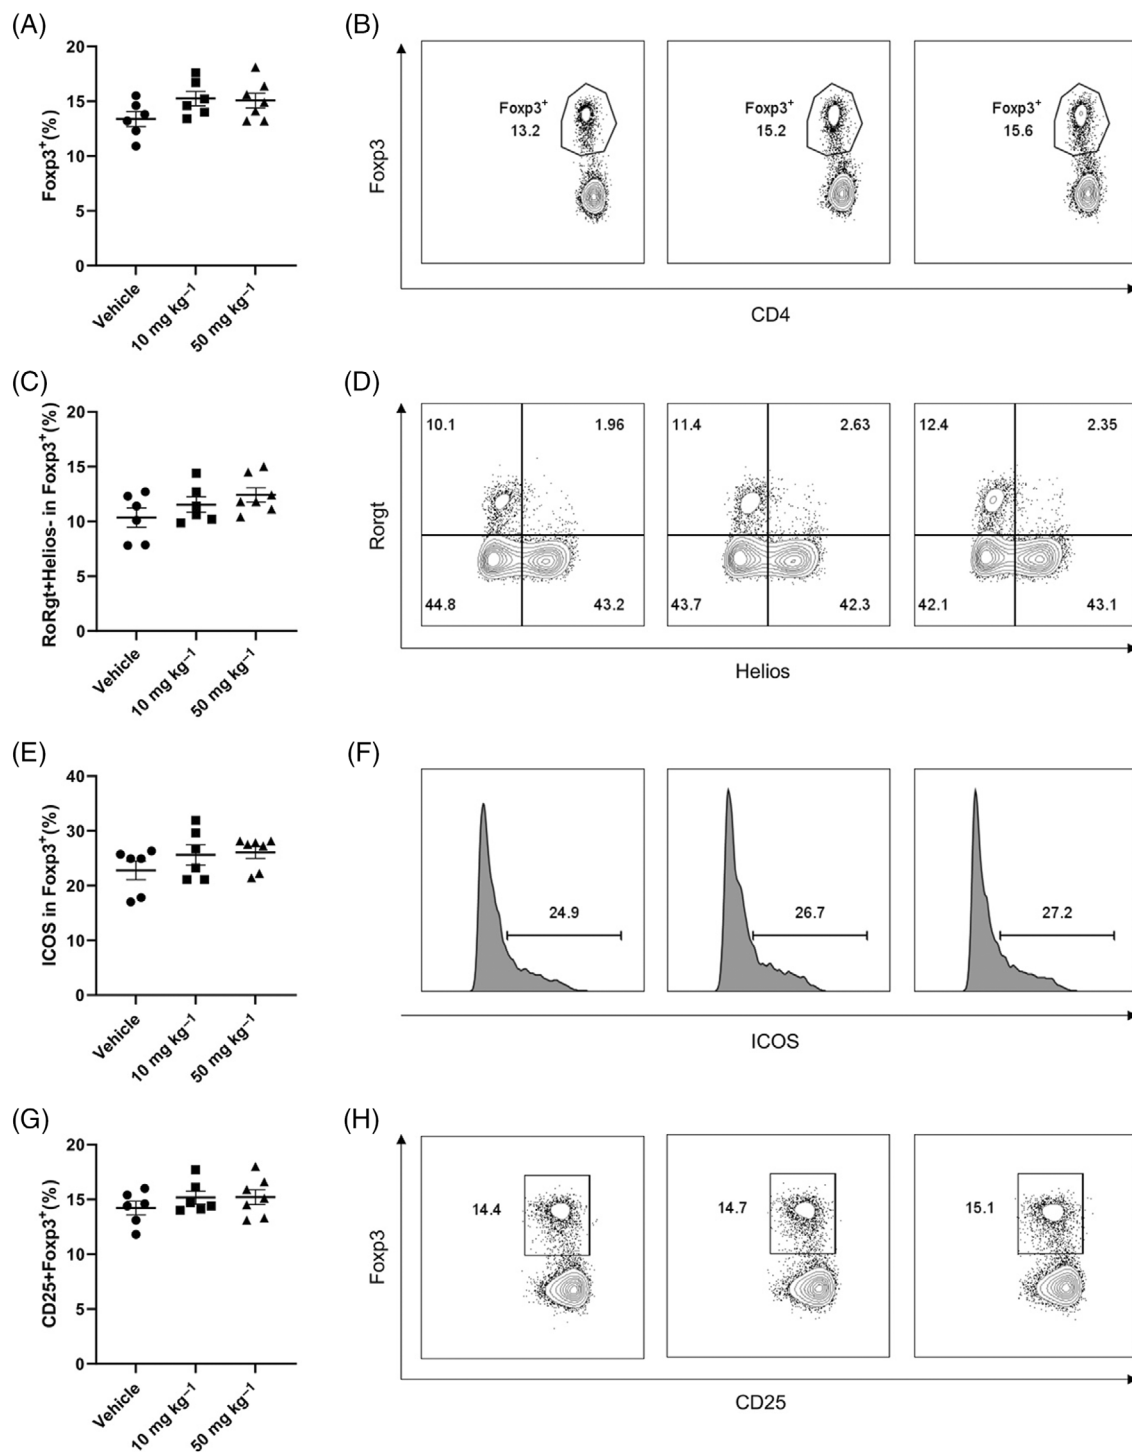 (A)
20
15
10
5
0
Foxp3⁺(%)
Vehicle
10 mg kg⁻¹
50 mg kg⁻¹
(B)
Foxp3
Foxp3⁺
13.2
Foxp3⁺
15.2
Foxp3⁺
15.6
CD4
(C)
20
15
10
5
0
RoRgt+Helios- in Foxp3⁺(%)
Vehicle
10 mg kg⁻¹
50 mg kg⁻¹
(D)
Rorgt
10.1 1.96
44.8 43.2
11.4 2.63
43.7 42.3
12.4 2.35
42.1 43.1
Helios
(E)
40
30
20
10
0
ICOS in Foxp3⁺(%)
Vehicle
10 mg kg⁻¹
50 mg kg⁻¹
(F)
24.9
26.7
27.2
ICOS
(G)
20
15
10
5
0
CD25+Foxp3⁺(%)
Vehicle
10 mg kg⁻¹
50 mg kg⁻¹
(H)
Foxp3
14.4
14.7
15.1
CD25